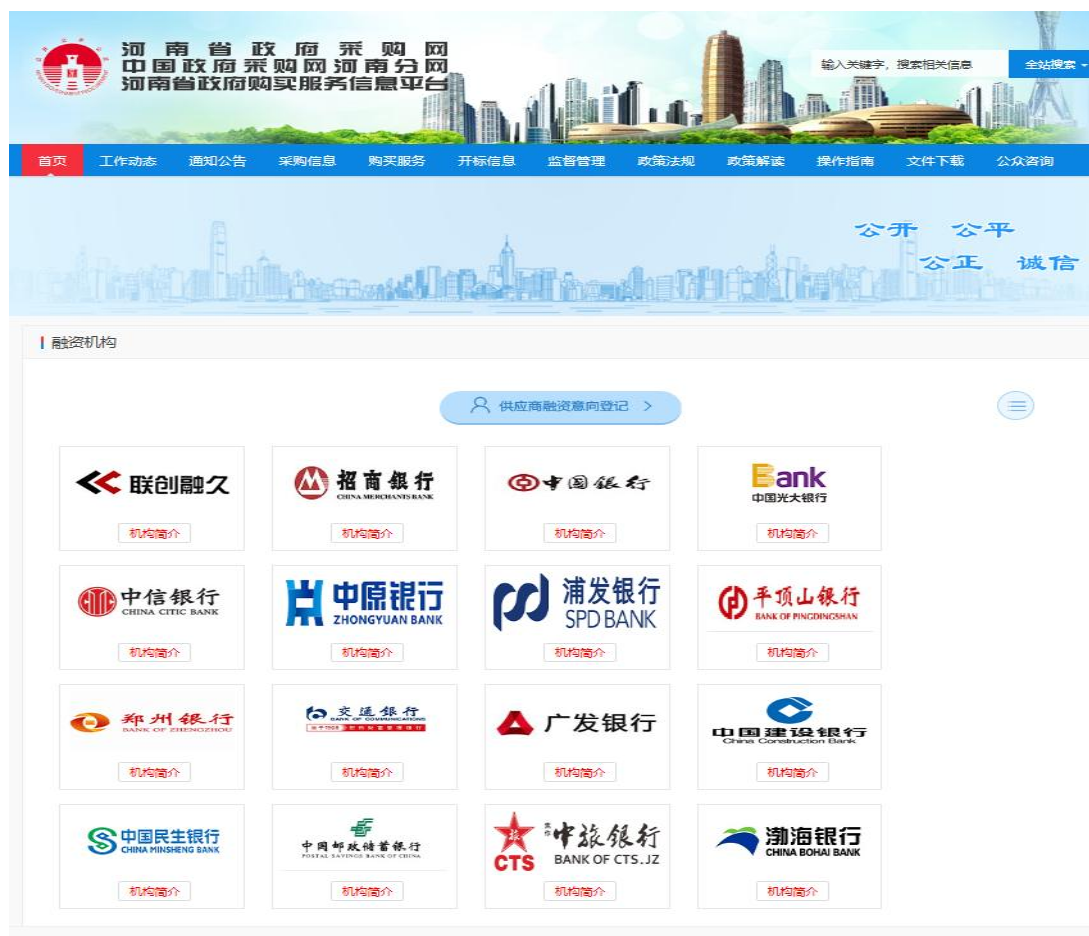 河南省政府采购网
中国政府采购网河南分网
河南省政府购买服务信息平台
输入关键字，搜索相关信息 全站搜索
首页 工作动态 通知公告 采购信息 购买服务 开标信息 监督管理 政策法规 政策解读 操作指南 文件下载 公众咨询
公开 公平
公正 诚信
融资机构
供应商融资意向登记 >
联创融久
机构简介
招商银行
CHINA MERCHANTS BANK
机构简介
中国银行
机构简介
Bank
中国光大银行
机构简介
中信银行
CHINA CITIC BANK
机构简介
中原银行
ZHONGYUAN BANK
机构简介
浦发银行
SPD BANK
机构简介
平顶山银行
BANK OF PINGDINGSHAN
机构简介
郑州银行
BANK OF ZHENGZHOU
机构简介
交通银行
BANK OF COMMUNICATIONS
机构简介
广发银行
机构简介
中国建设银行
China Construction Bank
机构简介
中国民生银行
CHINA MINSHENG BANK
机构简介
中国邮政储蓄银行
POSTAL SAVINGS BANK OF CHINA
机构简介
旅
CTS
焦作
中旅银行
BANK OF CTS.JZ
机构简介
渤海银行
CHINA BOHAI BANK
机构简介